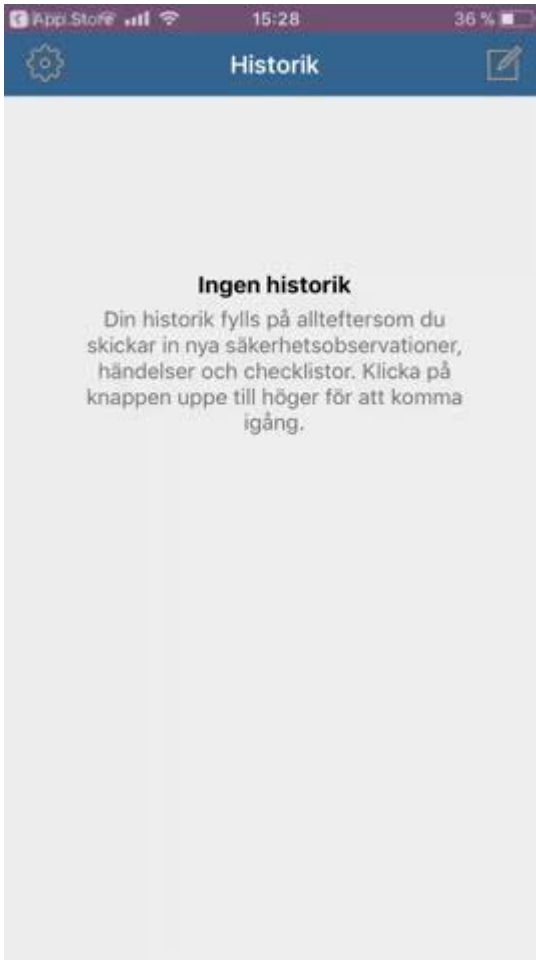 App Store 15:28 36 %
Historik
Ingen historik
Din historik fylls på allteftersom du
skickar in nya säkerhetsobservationer,
händelser och checklistor. Klicka på
knappen uppe till höger för att komma
igång.